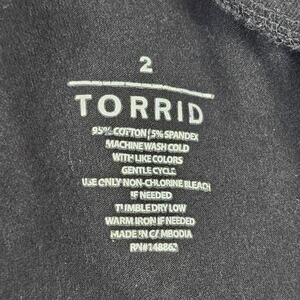 2
TORRID
95% COTTON/5% SPANDEX
MACHINE WASH COLD
WITH LIKE COLORS
GENTLE CYCLE
USE ONLY NON-CHLORINE BLEACH
IF NEEDED
TUMBLE DRY LOW
WARM IRON IF NEEDED
MADE IN CAMBODIA
RN#148862